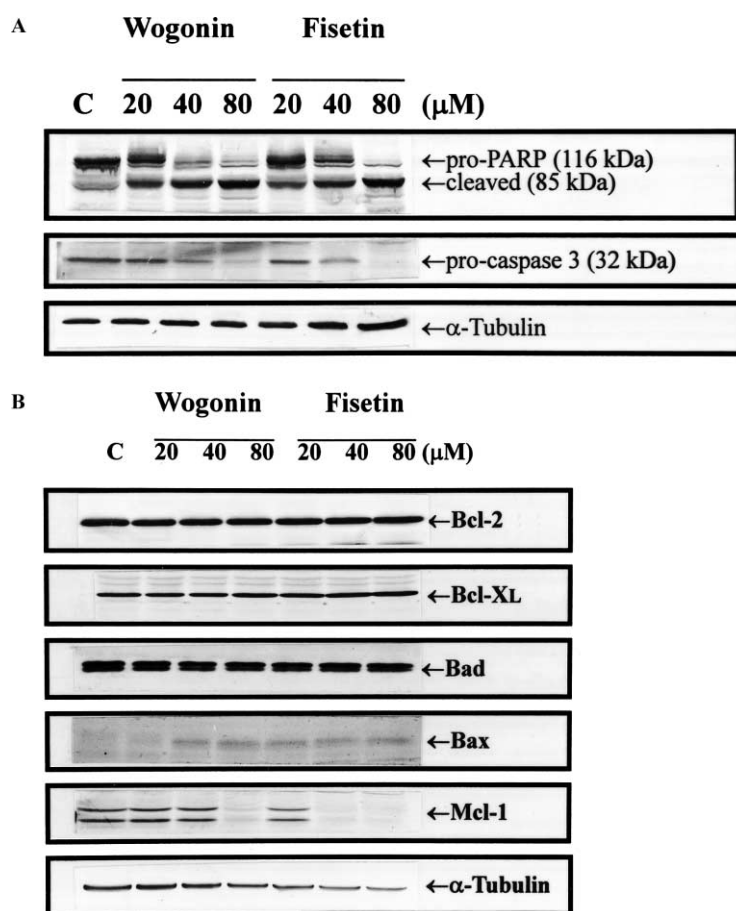 A
Wogonin Fisetin
C 20 40 80 20 40 80 (μM)
←pro-PARP (116 kDa)
←cleaved (85 kDa)
←pro-caspase 3 (32 kDa)
←α-Tubulin
B
Wogonin Fisetin
C 20 40 80 20 40 80 (μM)
←Bcl-2
←Bcl-XL
←Bad
←Bax
←Mcl-1
←α-Tubulin